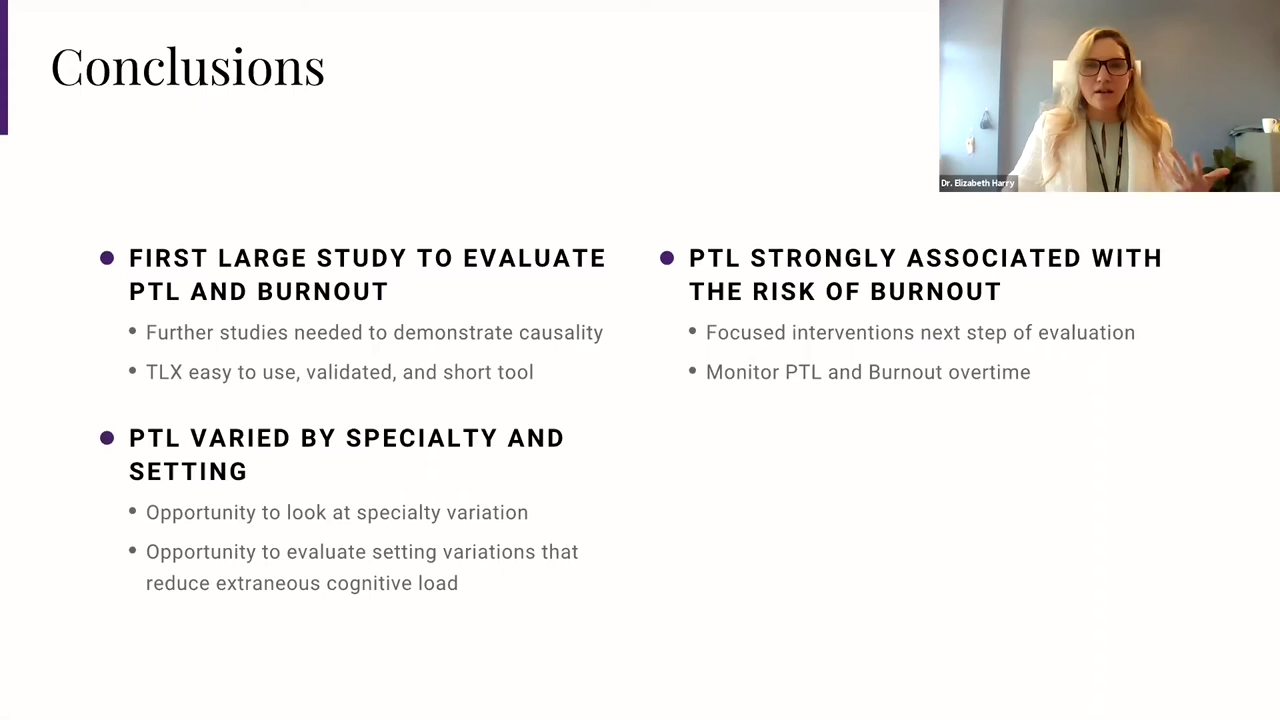 Conclusions
Dr. Elizabeth Harry
FIRST LARGE STUDY TO EVALUATE
PTL AND BURNOUT
Further studies needed to demonstrate causality
TLX easy to use, validated, and short tool
PTL VARIED BY SPECIALTY AND
SETTING
Opportunity to look at specialty variation
Opportunity to evaluate setting variations that
reduce extraneous cognitive load
PTL STRONGLY ASSOCIATED WITH
THE RISK OF BURNOUT
Focused interventions next step of evaluation
Monitor PTL and Burnout overtime